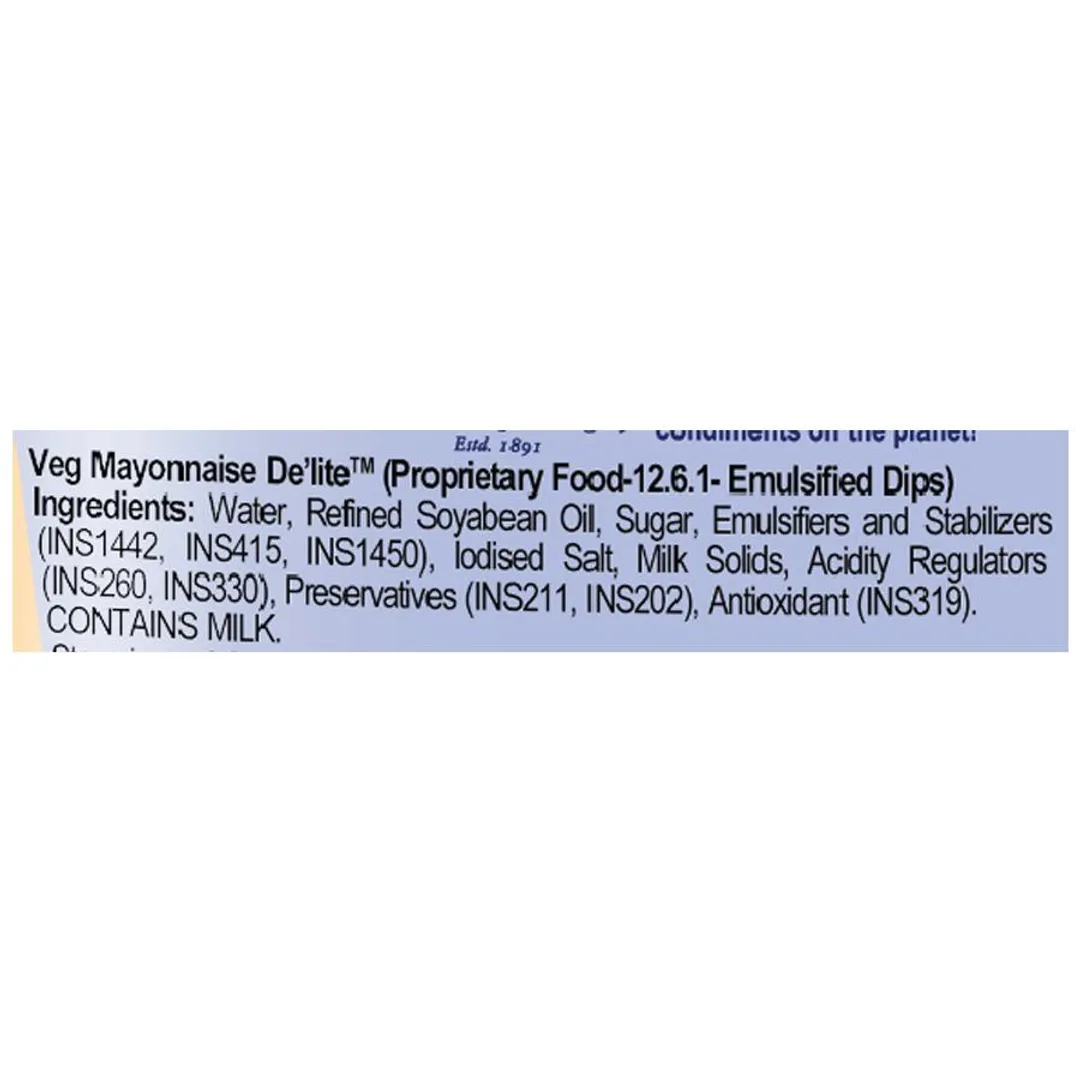 Estd. 1891
condiments on the planet!
Veg Mayonnaise De'lite™ (Proprietary Food-12.6.1- Emulsified Dips)
Ingredients: Water, Refined Soyabean Oil, Sugar, Emulsifiers and Stabilizers
(INS1442, INS415, INS1450), Iodised Salt, Milk Solids, Acidity Regulators
(INS260, INS330), Preservatives (INS211, INS202), Antioxidant (INS319).
CONTAINS MILK.